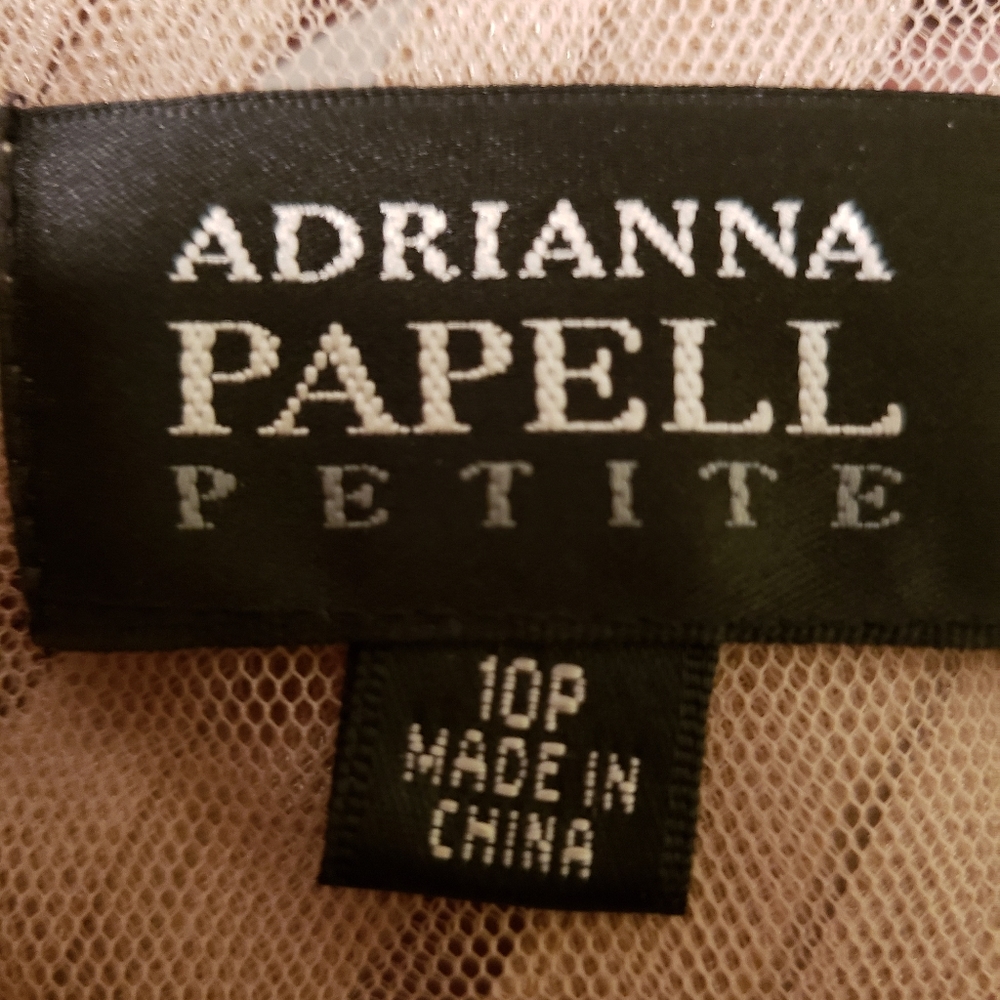 ADRIANNA
PAPELL
PETITE
10P
MADE IN
CHINA